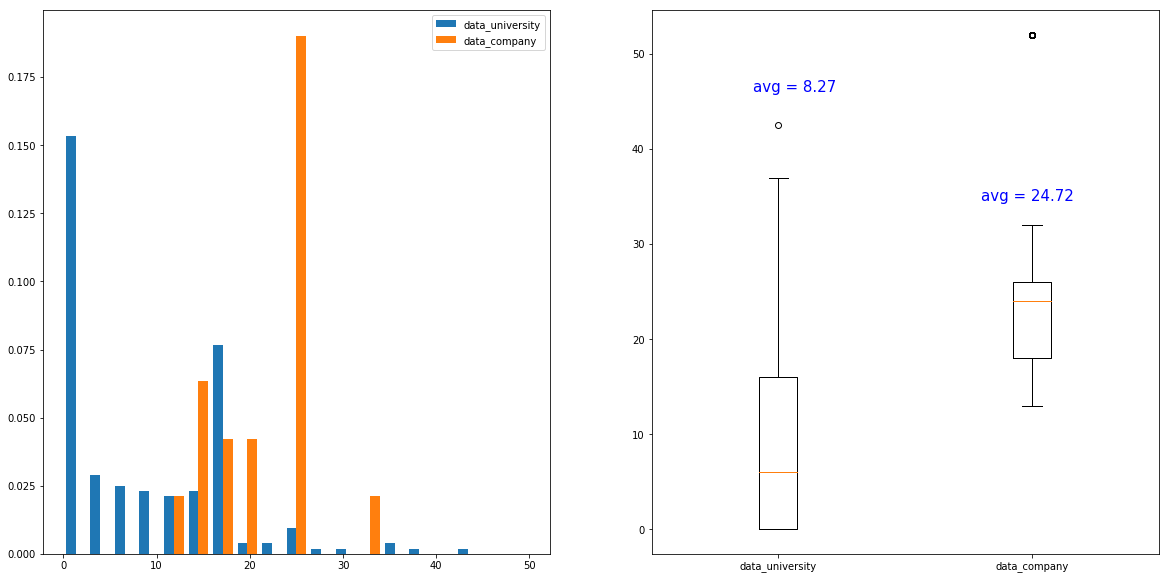 data_university
data_company
0.175
0.150
0.125
0.100
0.075
0.050
0.025
0.000
0 10 20 30 40 50
50
40
30
20
10
0
avg = 8.27
avg = 24.72
data_university data_company